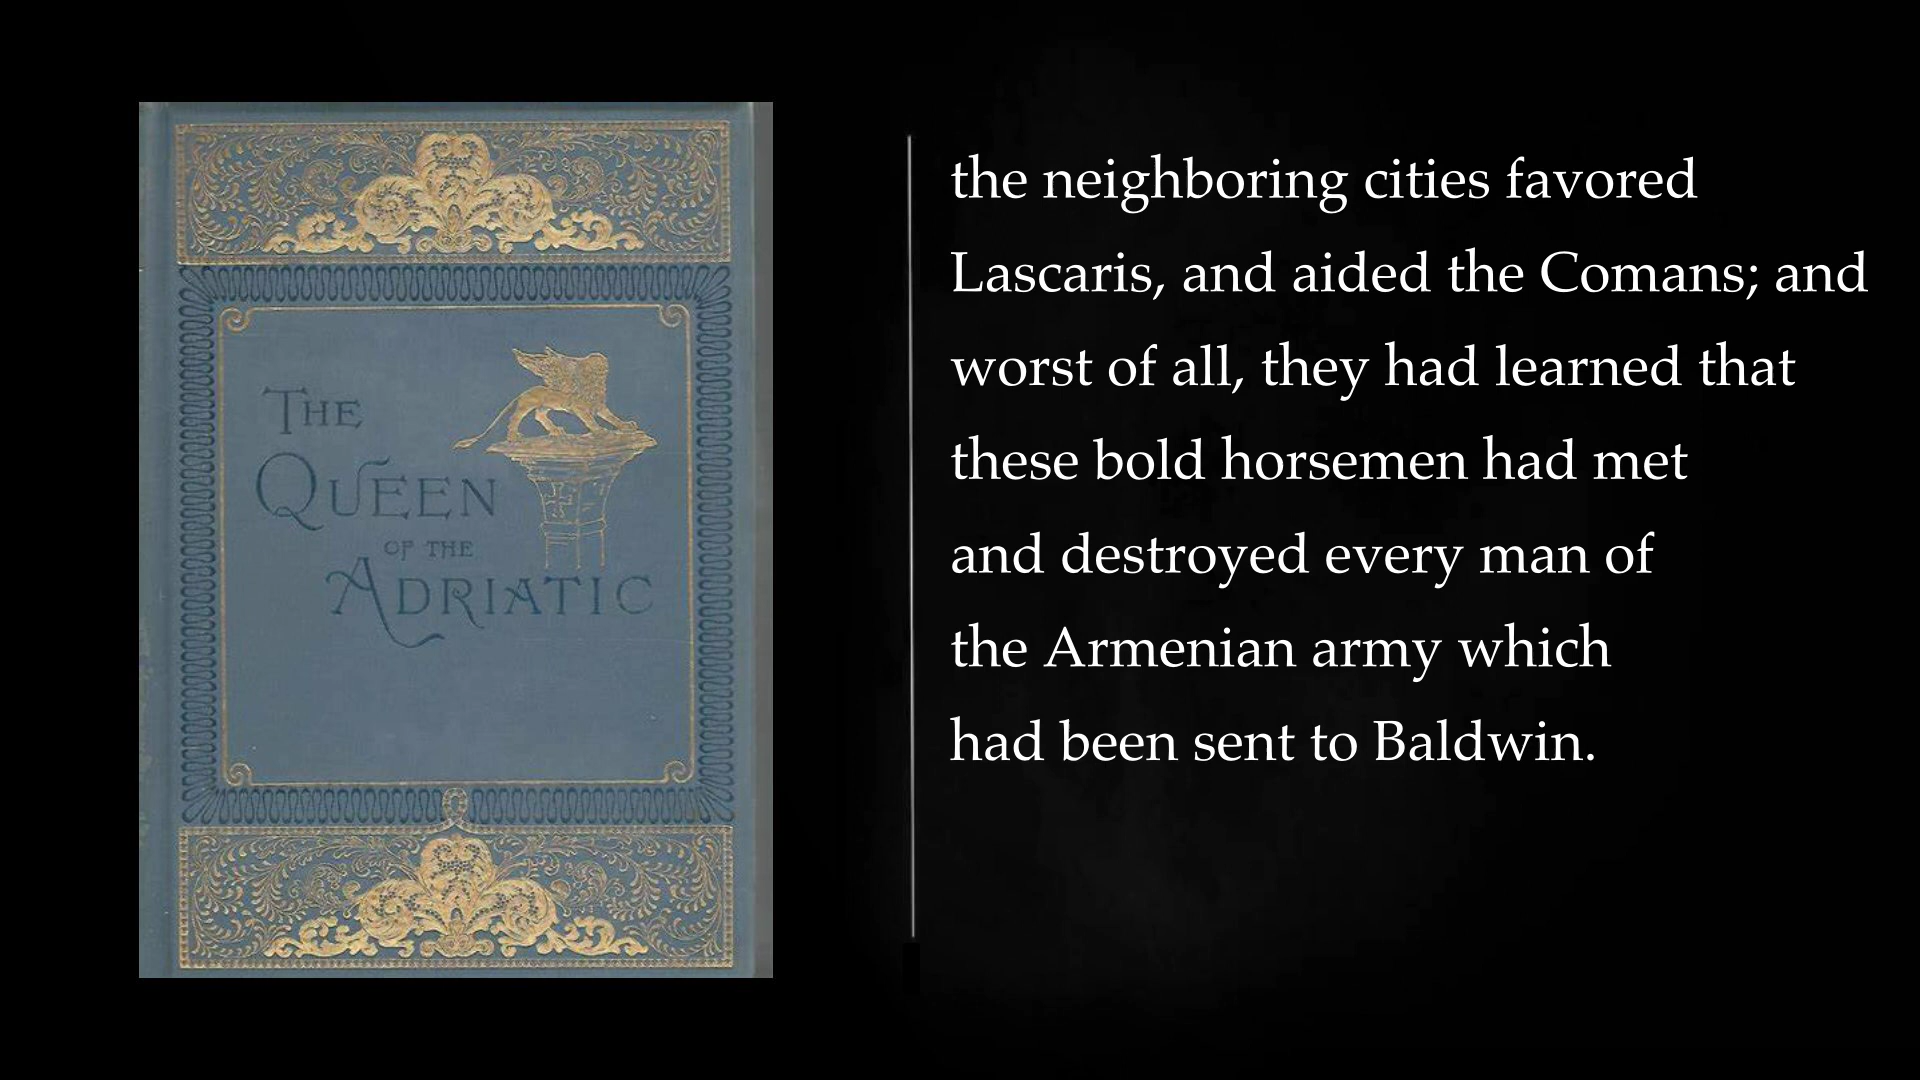 THE
QUEEN
OF THE
ADRIATIC
the neighboring cities favored
Lascaris, and aided the Comans; and
worst of all, they had learned that
these bold horsemen had met
and destroyed every man of
the Armenian army which
had been sent to Baldwin.